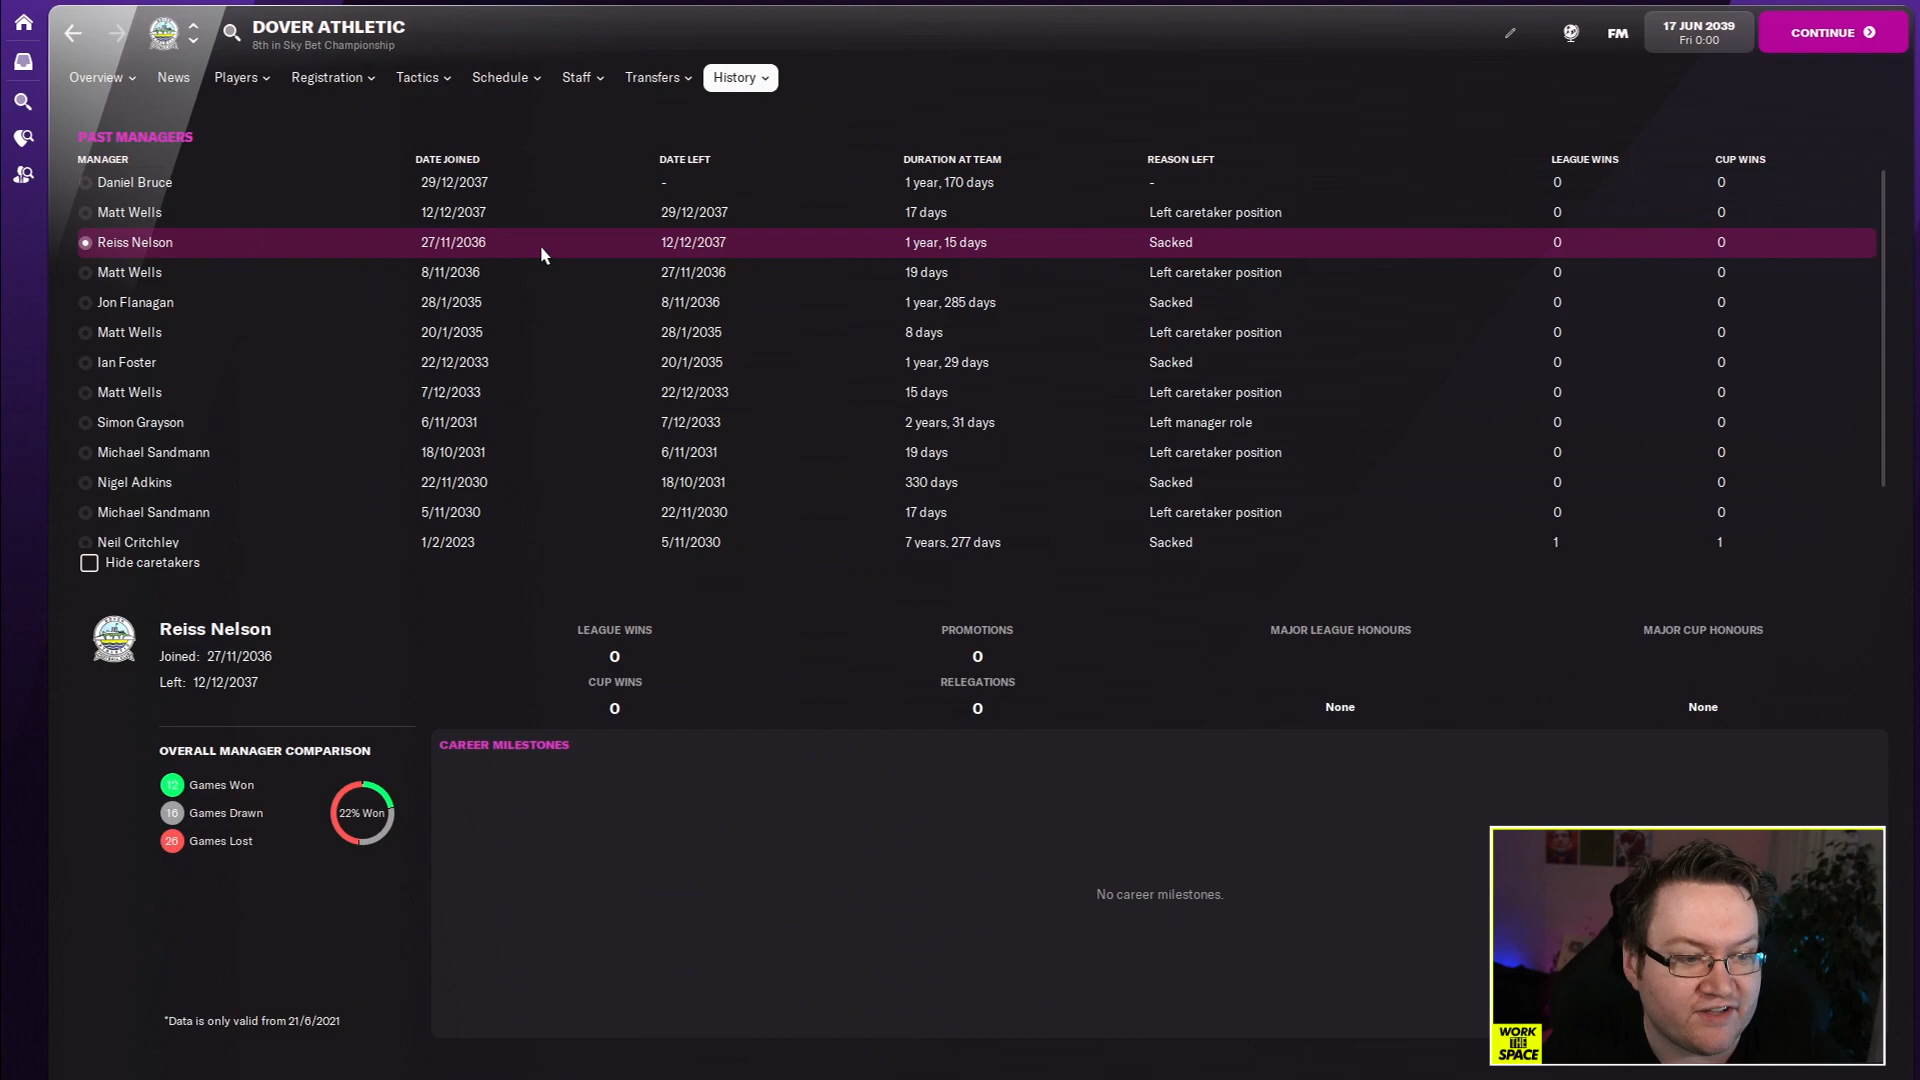 DOVER ATHLETIC
8th in Sky Bet Championship
FM
17 JUN 2039
Fri 0:00
CONTINUE
Overview News Players Registration Tactics Schedule Staff Transfers History
PAST MANAGERS
MANAGER DATE JOINED DATE LEFT DURATION AT TEAM REASON LEFT LEAGUE WINS CUP WINS
Daniel Bruce 29/12/2037 - 1 year, 170 days - 0 0
Matt Wells 12/12/2037 29/12/2037 17 days Left caretaker position 0 0
Reiss Nelson 27/11/2036 12/12/2037 1 year, 15 days Sacked 0 0
Matt Wells 8/11/2036 27/11/2036 19 days Left caretaker position 0 0
Jon Flanagan 28/1/2035 8/11/2036 1 year, 285 days Sacked 0 0
Matt Wells 20/1/2035 28/1/2035 8 days Left caretaker position 0 0
Ian Foster 22/12/2033 20/1/2035 1 year, 29 days Sacked 0 0
Matt Wells 7/12/2033 22/12/2033 15 days Left caretaker position 0 0
Simon Grayson 6/11/2031 7/12/2033 2 years, 31 days Left manager role 0 0
Michael Sandmann 18/10/2031 6/11/2031 19 days Left caretaker position 0 0
Nigel Adkins 22/11/2030 18/10/2031 330 days Sacked 0 0
Michael Sandmann 5/11/2030 22/11/2030 17 days Left caretaker position 0 0
Neil Critchley 1/2/2023 5/11/2030 7 years, 277 days Sacked 1 1
Hide caretakers
Reiss Nelson
Joined: 27/11/2036
Left: 12/12/2037
LEAGUE WINS PROMOTIONS MAJOR LEAGUE HONOURS MAJOR CUP HONOURS
0 0
CUP WINS RELEGATIONS
0 0 None None
OVERALL MANAGER COMPARISON
12 Games Won
16 Games Drawn
26 Games Lost
22% Won
CAREER MILESTONES
No career milestones.
*Data is only valid from 21/6/2021
WORK
THE
SPACE